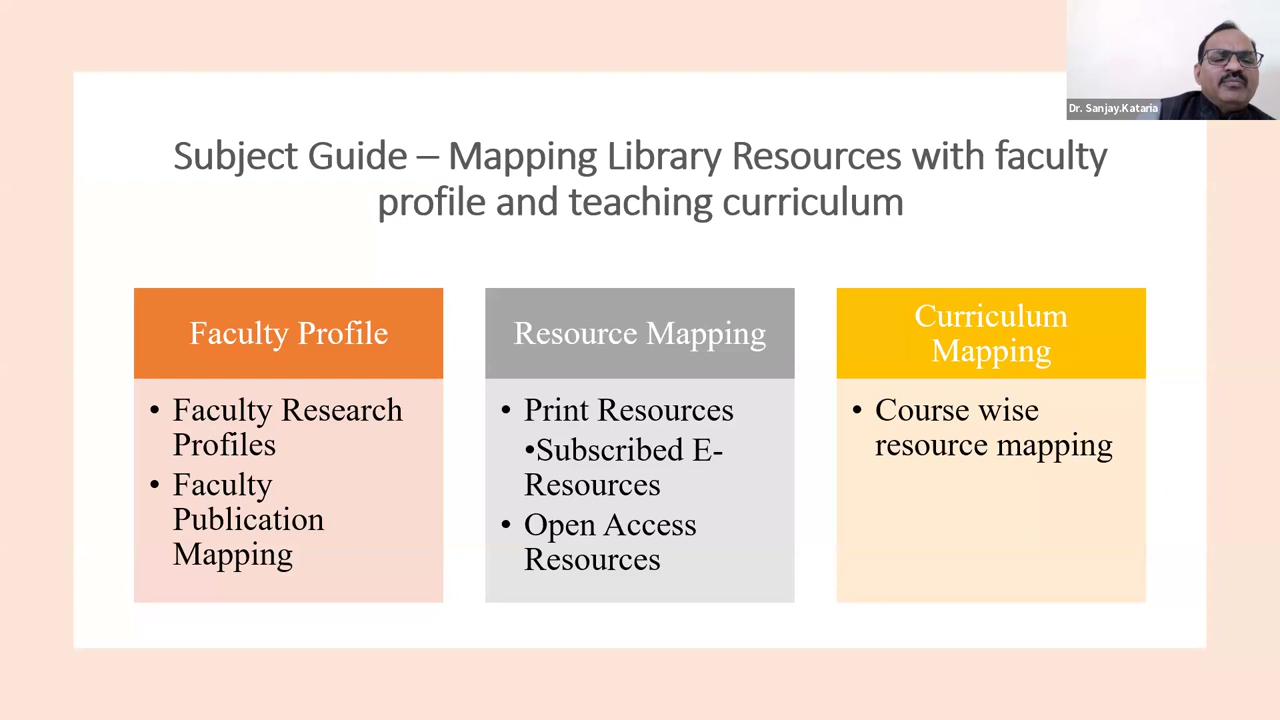 Dr. Sanjay.Kataria
Subject Guide – Mapping Library Resources with faculty
profile and teaching curriculum
Faculty Profile
• Faculty Research
Profiles
• Faculty
Publication
Mapping
Resource Mapping
• Print Resources
•Subscribed E-
Resources
• Open Access
Resources
Curriculum
Mapping
• Course wise
resource mapping